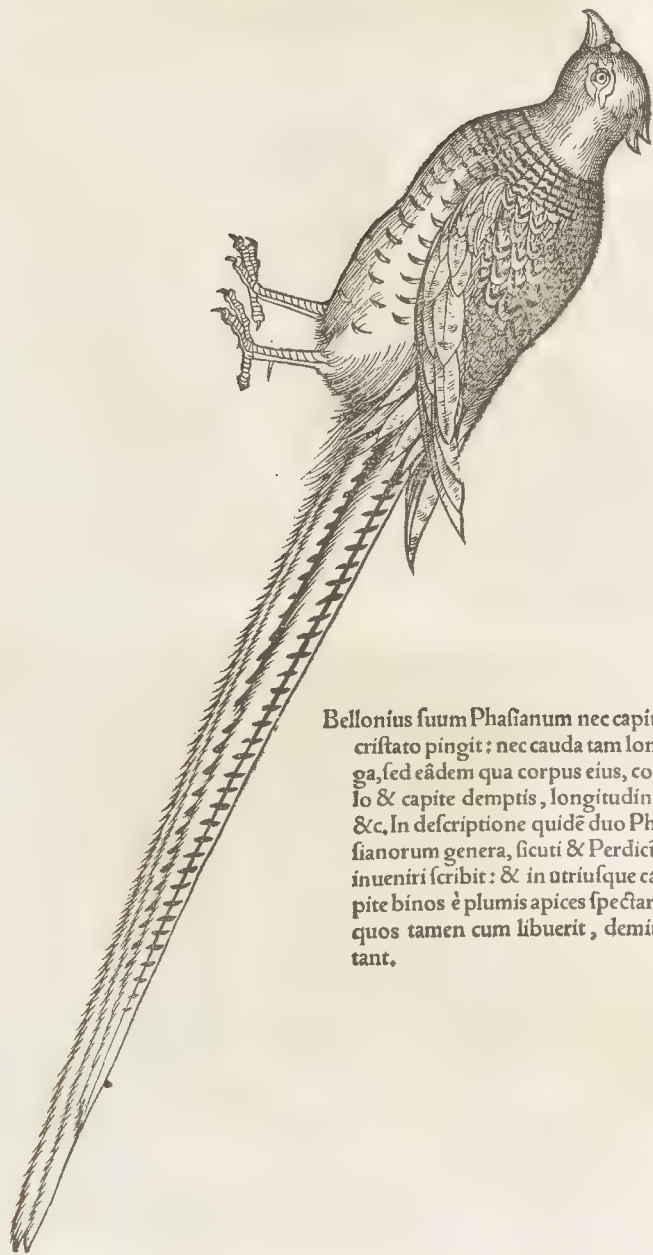 Bellonius ſuum Phaſianum nec capit
criſtato pingit: nec cauda tam lon
ga, ſed eâdem qua corpus eius, co
lo & capite demptis, longitudin
&c. In deſcriptione quidē duo Ph
ſianorum genera, ſicuti & Perdicī
inueniri ſcribit: & in utriuſque ca
pite binos è plumis apices ſpectar
quos tamen cum libuerit, demi
tant.